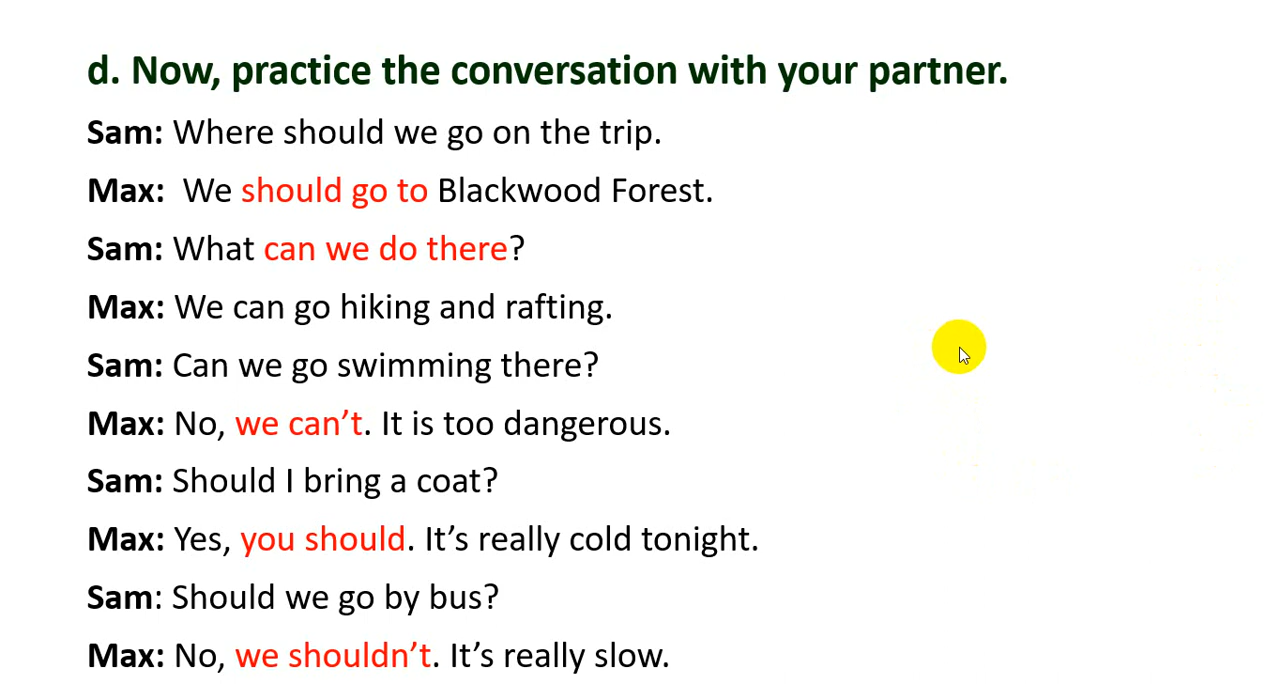 d. Now, practice the conversation with your partner.
Sam: Where should we go on the trip.
Max: We should go to Blackwood Forest.
Sam: What can we do there?
Max: We can go hiking and rafting.
Sam: Can we go swimming there?
Max: No, we can’t. It is too dangerous.
Sam: Should I bring a coat?
Max: Yes, you should. It’s really cold tonight.
Sam: Should we go by bus?
Max: No, we shouldn’t. It’s really slow.